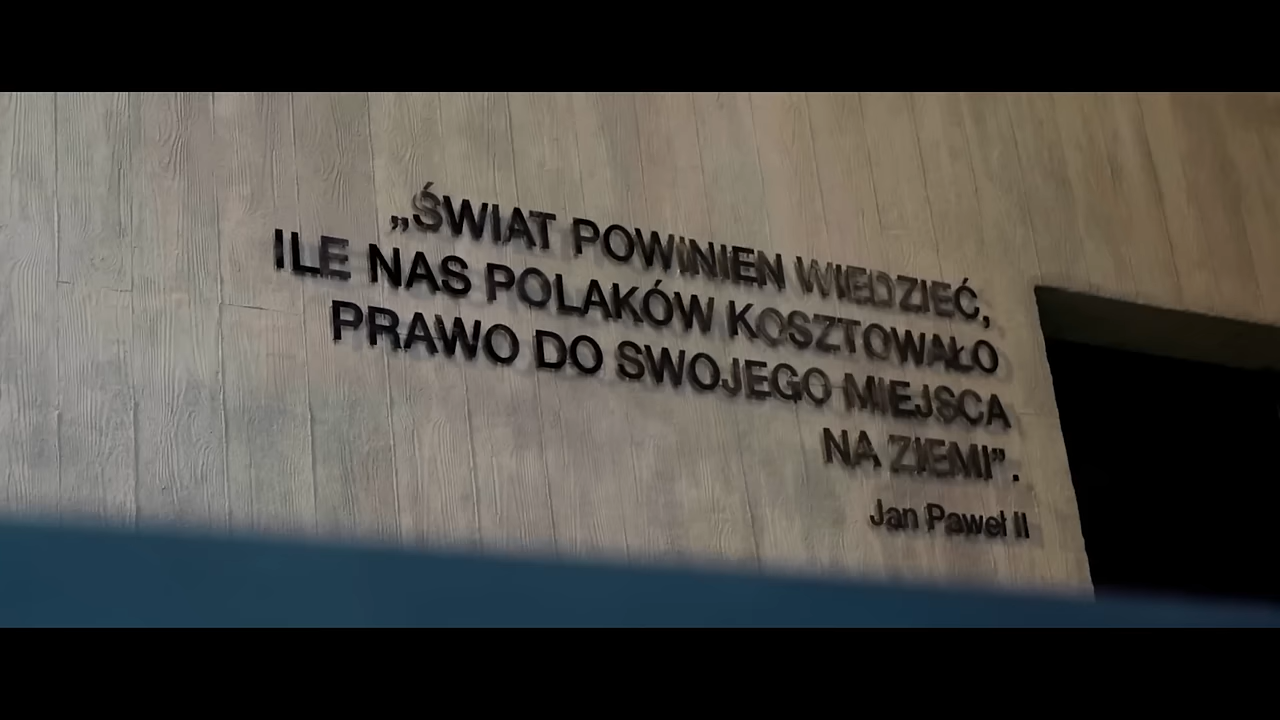 „ŚWIAT POWINIEN WIEDZIEĆ,
ILE NAS POLAKÓW KOSZTOWAŁO
PRAWO DO SWOJEGO MIEJSCA
NA ZIEMI”.
Jan Paweł II